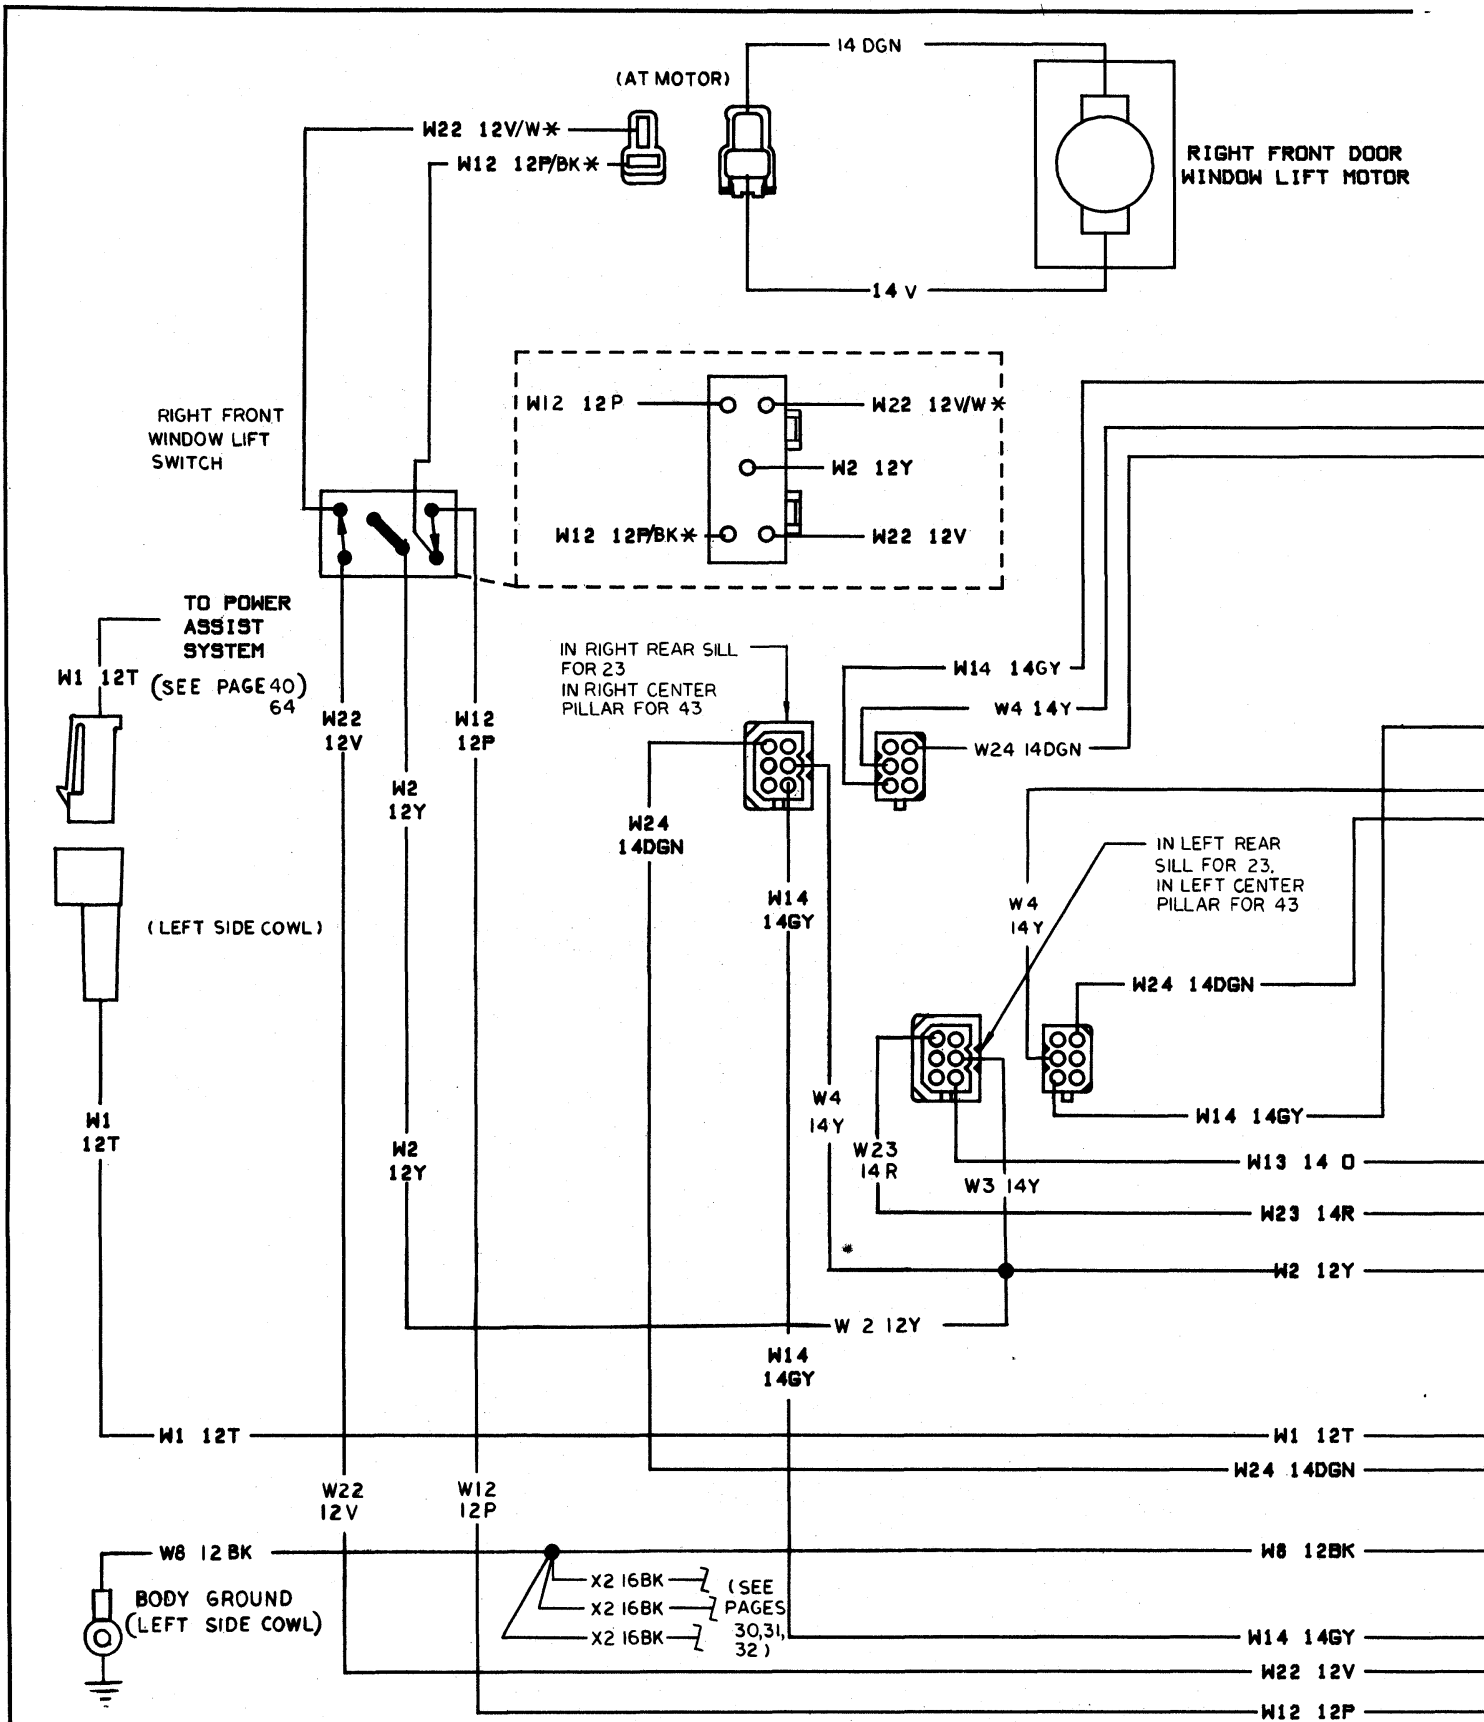 14 DGN
(AT MOTOR)
W22 12V/W*
W12 12P/BK*
RIGHT FRONT DOOR
WINDOW LIFT MOTOR
14 V
RIGHT FRONT
WINDOW LIFT
SWITCH
W12 12P
W22 12V/W*
W2 12Y
W12 12P/BK*
W22 12V
TO POWER
ASSIST
SYSTEM
(SEE PAGE 40)
64
W1 12T
W22
12V
W12
12P
W2
12Y
IN RIGHT REAR SILL
FOR 23
IN RIGHT CENTER
PILLAR FOR 43
W14 14GY
W4 14Y
W24 14DGN
W24
14DGN
W14
14GY
IN LEFT REAR
SILL FOR 23.
IN LEFT CENTER
PILLAR FOR 43
W4
14Y
(LEFT SIDE COWL)
W24 14DGN
W1
12T
W2
12Y
W4
14Y
W23
14R
W14 14GY
W13 14 O
W3 14Y
W23 14R
*
W2 12Y
W 2 12Y
W14
14GY
W1 12T
W1 12T
W24 14DGN
W22
12V
W12
12P
W8 12BK
W8 12BK
BODY GROUND
(LEFT SIDE COWL)
X2 16BK
X2 16BK
X2 16BK
(SEE
PAGES
30,31,
32)
W14 14GY
W22 12V
W12 12P